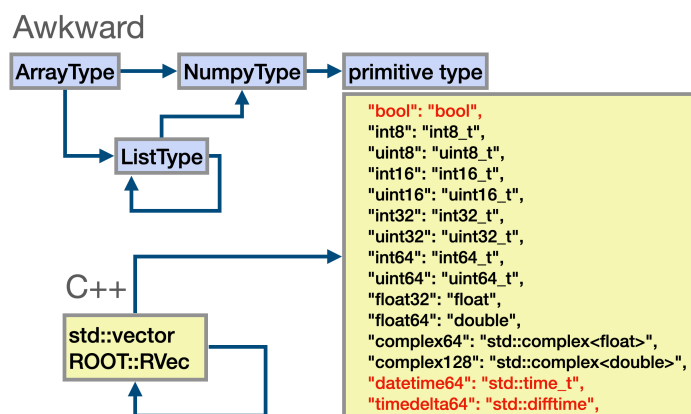 Awkward
ArrayType
NumpyType
primitive type
ListType
"bool": "bool",
"int8": "int8_t",
"uint8": "uint8_t",
"int16": "int16_t",
"uint16": "uint16_t",
"int32": "int32_t",
"uint32": "uint32_t",
"int64": "int64_t",
"uint64": "uint64_t",
"float32": "float",
"float64": "double",
"complex64": "std::complex<float>",
"complex128": "std::complex<double>",
"datetime64": "std::time_t",
"timedelta64": "std::difftime",
C++
std::vector
ROOT::RVec